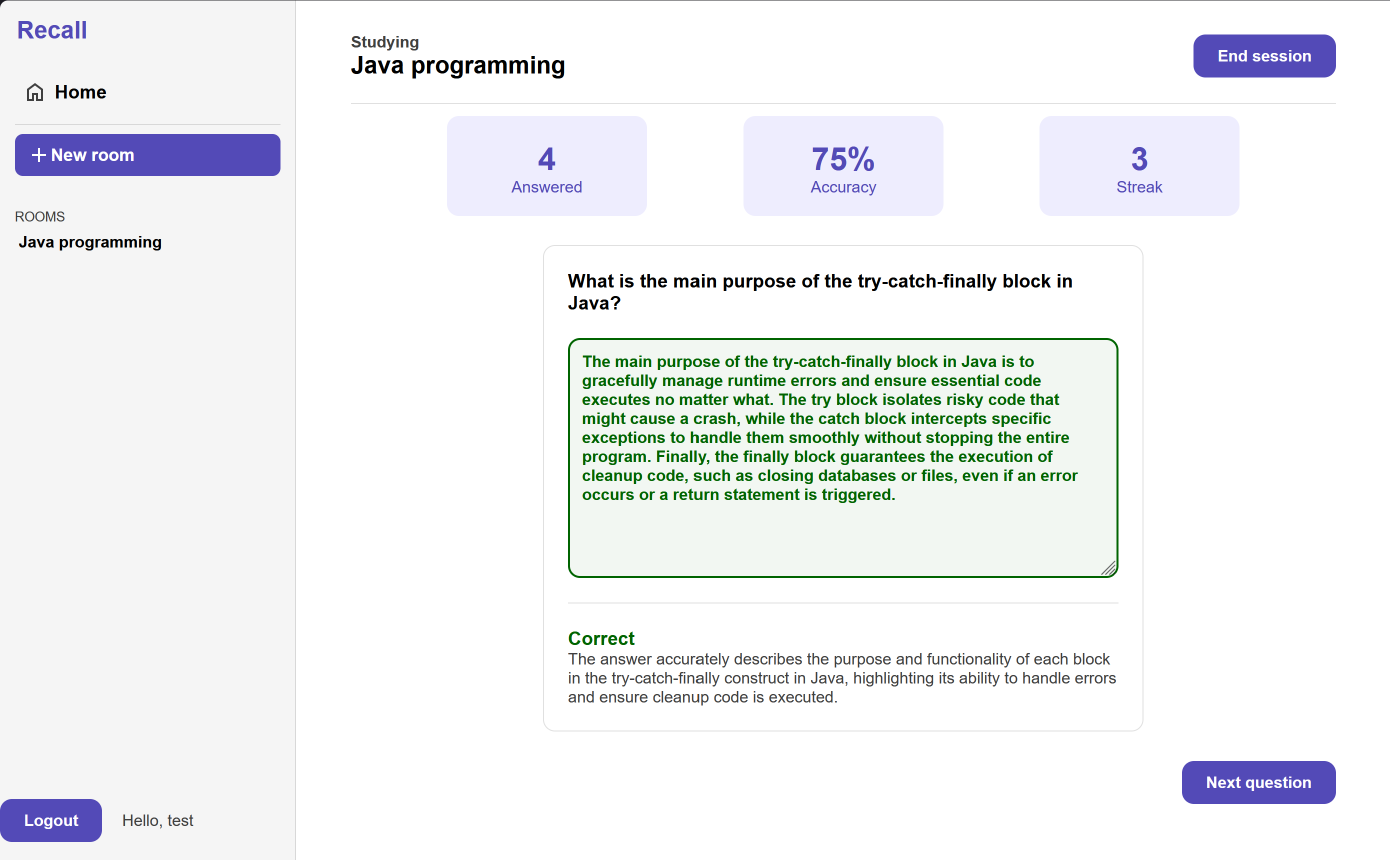 Recall
Home
+ New room
ROOMS
Java programming
Logout
Hello, test
Studying
Java programming
End session
4
Answered
75%
Accuracy
3
Streak
What is the main purpose of the try-catch-finally block in
Java?
The main purpose of the try-catch-finally block in Java is to
gracefully manage runtime errors and ensure essential code
executes no matter what. The try block isolates risky code that
might cause a crash, while the catch block intercepts specific
exceptions to handle them smoothly without stopping the entire
program. Finally, the finally block guarantees the execution of
cleanup code, such as closing databases or files, even if an error
occurs or a return statement is triggered.
Correct
The answer accurately describes the purpose and functionality of each block
in the try-catch-finally construct in Java, highlighting its ability to handle errors
and ensure cleanup code is executed.
Next question